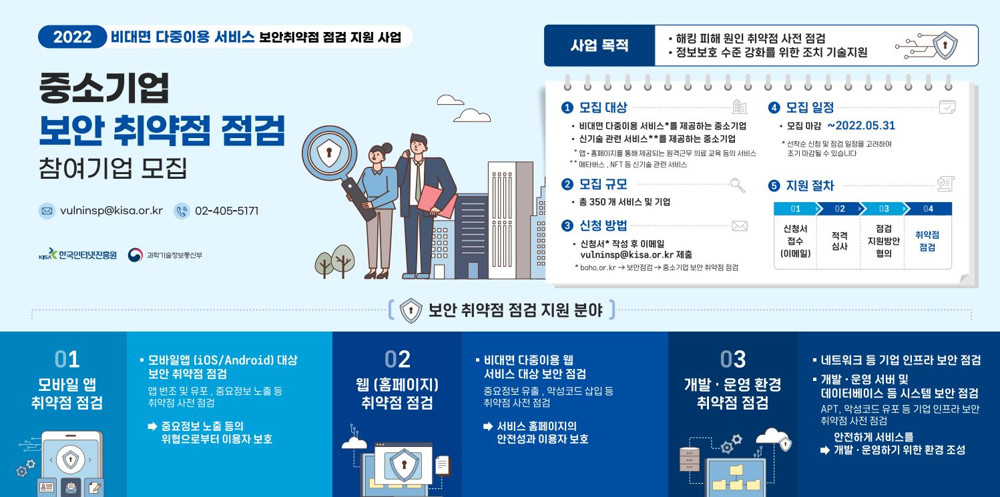 2022 비대면 다중이용 서비스 보안취약점 점검 지원 사업
중소기업
보안 취약점 점검
참여기업 모집
vulninsp@kisa.or.kr 02-405-5171
KISA 한국인터넷진흥원 과학기술정보통신부
사업 목적
• 해킹 피해 원인 취약점 사전 점검
• 정보보호 수준 강화를 위한 조치 기술지원
1 모집 대상
• 비대면 다중이용 서비스*를 제공하는 중소기업
• 신기술 관련 서비스**를 제공하는 중소기업
* 앱·홈페이지를 통해 제공되는 원격근무 의료 교육 등의 서비스
** 메타버스 , NFT 등 신기술 관련 서비스
2 모집 규모
• 총 350 개 서비스 및 기업
3 신청 방법
• 신청서* 작성 후 이메일
vulninsp@kisa.or.kr 제출
* boho.or.kr → 보안점검 → 중소기업 보안 취약점 점검
4 모집 일정
• 모집 마감 ~2022.05.31
* 선착순 신청 및 점검 일정을 고려하여
조기 마감될 수 있습니다
5 지원 절차
01 02 03 04
신청서
접수
(이메일)
적격
심사
점검
지원방안
협의
취약점
점검
보안 취약점 점검 지원 분야
01
모바일 앱
취약점 점검
▪ 모바일앱 (iOS/Android) 대상
보안 취약점 점검
앱 변조 및 유포 , 중요정보 노출 등
취약점 사전 점검
➡ 중요정보 노출 등의
위협으로부터 이용자 보호
02
웹 (홈페이지)
취약점 점검
▪ 비대면 다중이용 웹
서비스 대상 보안 점검
중요정보 유출 , 악성코드 삽입 등
취약점 사전 점검
➡ 서비스 홈페이지의
안전성과 이용자 보호
03
개발 · 운영 환경
취약점 점검
▪ 네트워크 등 기업 인프라 보안 점검
▪ 개발 · 운영 서버 및
데이터베이스 등 시스템 보안 점검
APT, 악성코드 유포 등 기업 인프라 보안
취약점 사전 점검
안전하게 서비스를
➡ 개발 · 운영하기 위한 환경 조성